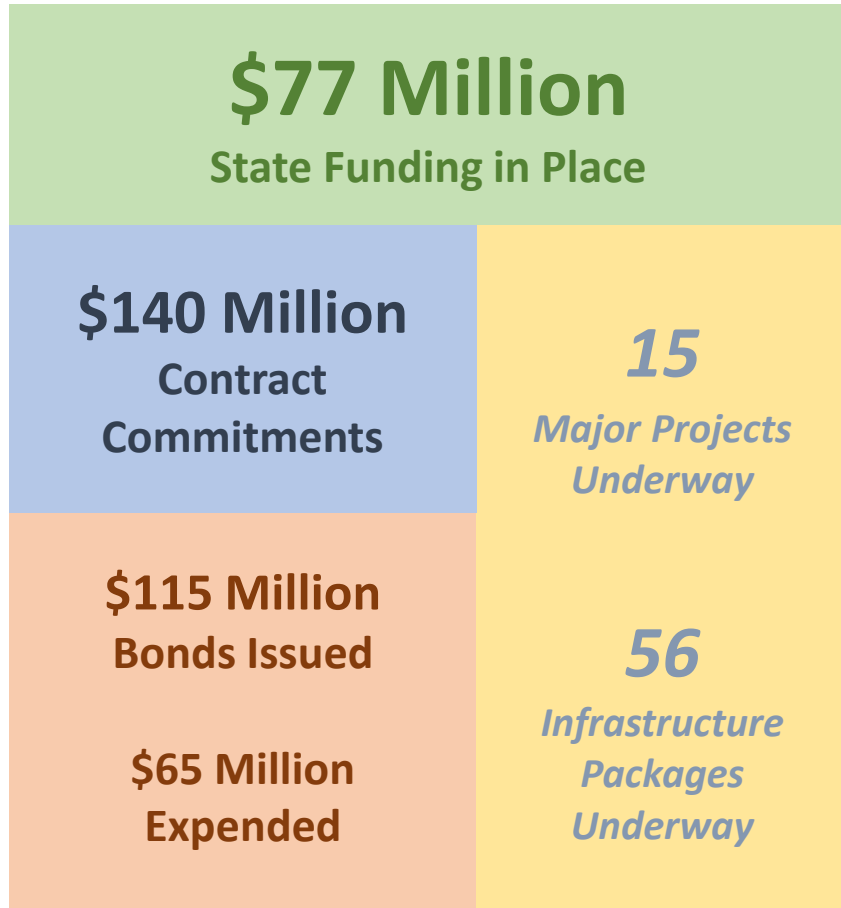 $77 Million
State Funding in Place
$140 Million
Contract
Commitments
15
Major Projects
Underway
$115 Million
Bonds Issued
$65 Million
Expended
56
Infrastructure
Packages
Underway